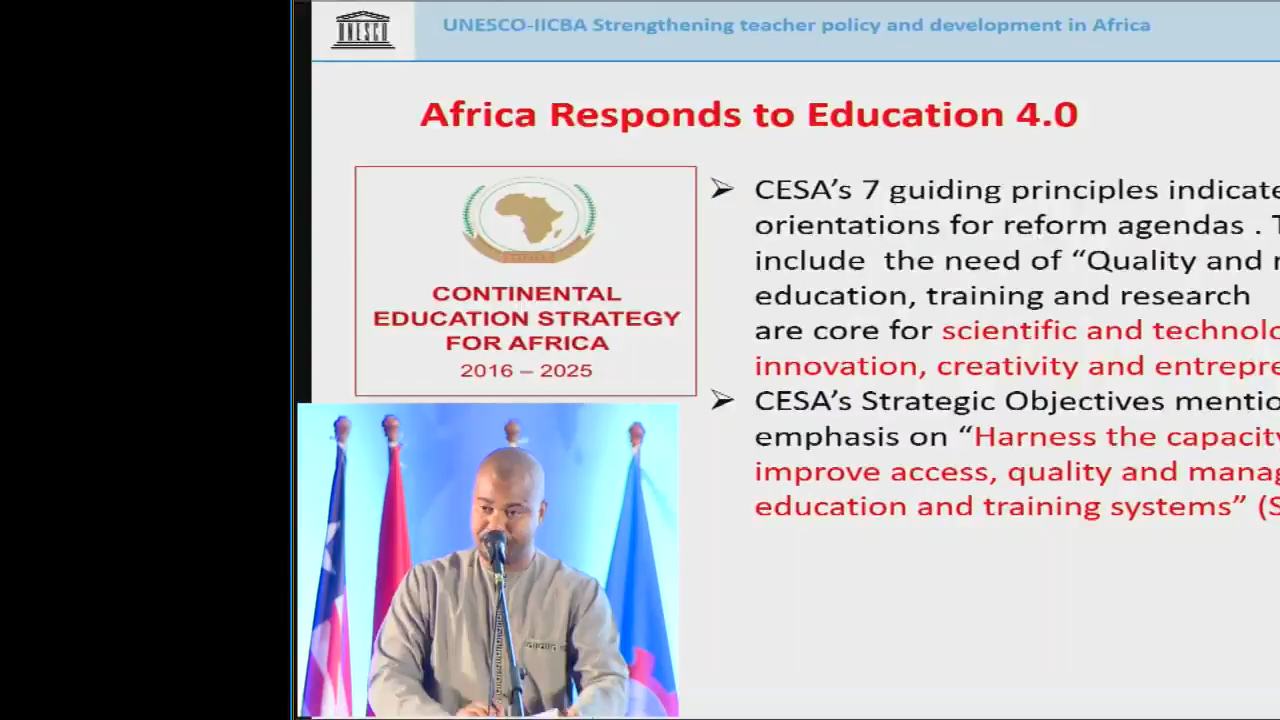 UNESCO
UNESCO-IICBA Strengthening teacher policy and development in Africa
Africa Responds to Education 4.0
CONTINENTAL
EDUCATION STRATEGY
FOR AFRICA
2016 – 2025
➢ CESA’s 7 guiding principles indicate
orientations for reform agendas . T
include the need of “Quality and r
education, training and research
are core for scientific and technolo
innovation, creativity and entrepre
➢ CESA’s Strategic Objectives mentio
emphasis on “Harness the capacity
improve access, quality and manag
education and training systems” (S